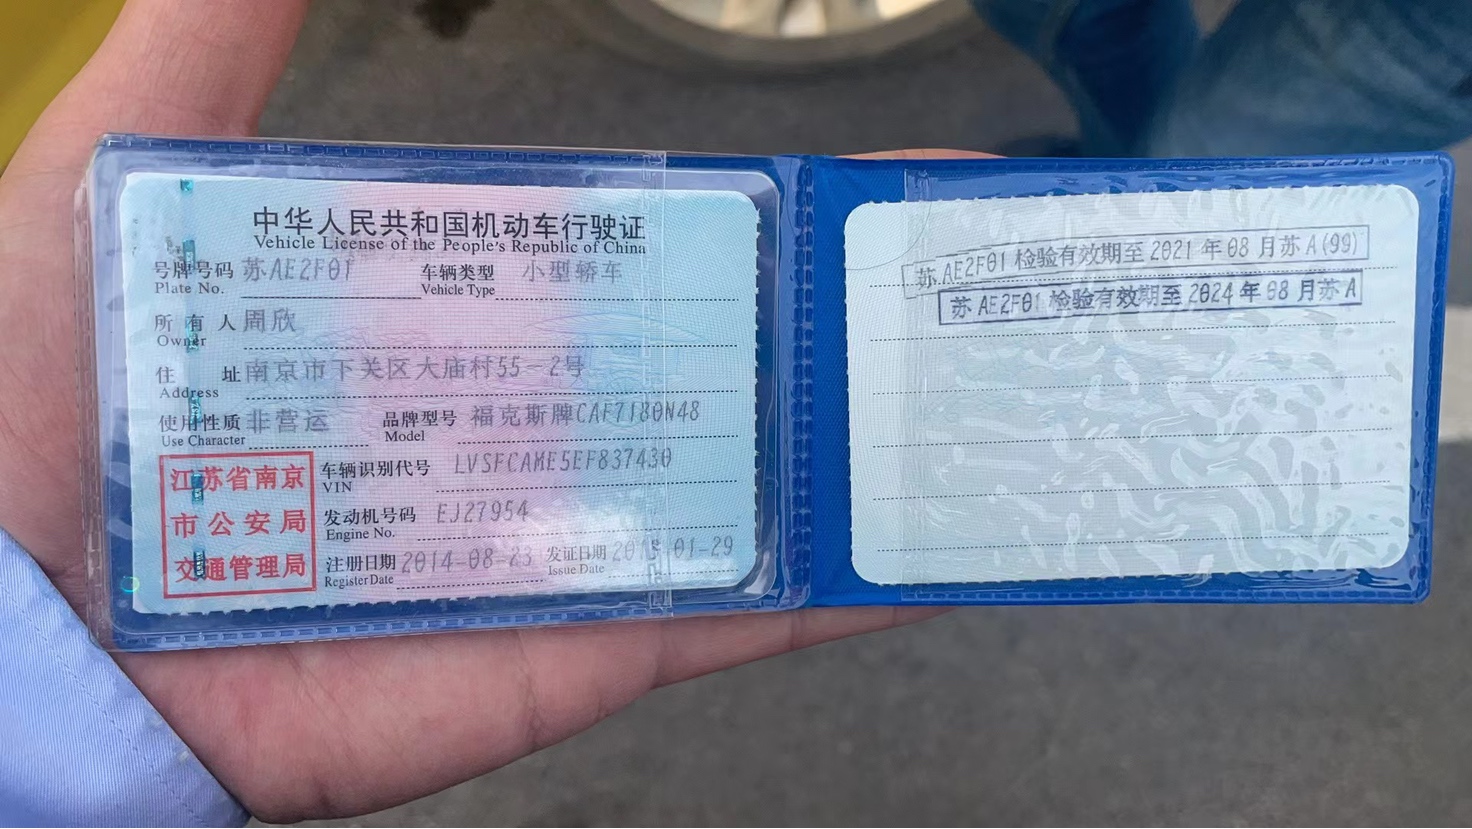 中华人民共和国机动车行驶证
Vehicle License of the People's Republic of China
号牌号码 苏AE2F01 车辆类型 小型轿车
Plate No. Vehicle Type
所有人 周欣
Owner
住址 南京市下关区大庙村55-2号
Address
使用性质 非营运 品牌型号 福克斯牌CAF7180N48
Use Character Model
江苏省南京
市公安局
交通管理局
车辆识别代号 LVSFCAME5EF837430
VIN
发动机号码 EJ27954
Engine No.
注册日期 2014-08-23 发证日期 01-29
Register Date Issue Date
苏AE2F01检验有效期至2021年08月苏A(99)
苏AE2F01检验有效期至2024年08月苏A